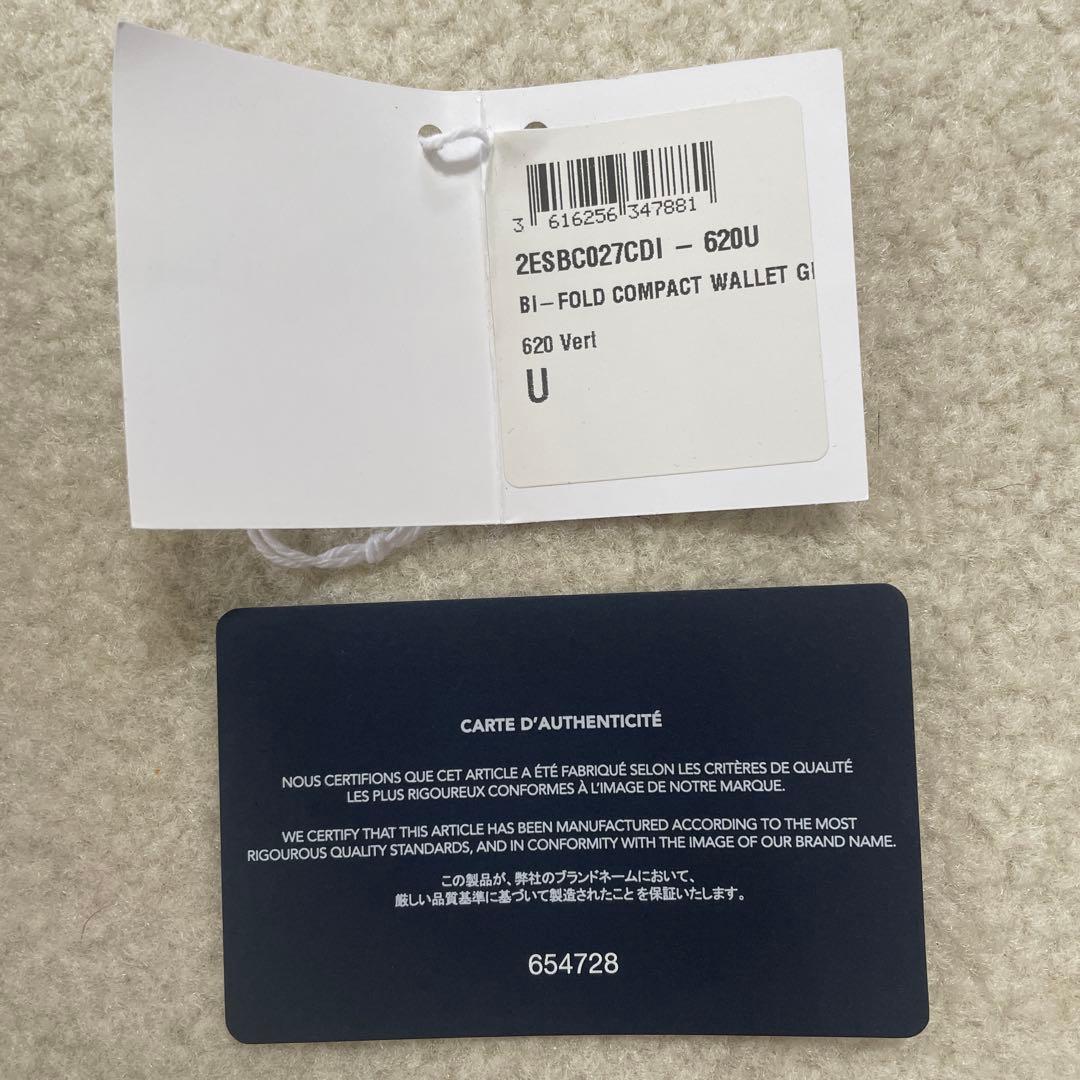 3 616256 347881
2ESBC027CDI - 620U
BI-FOLD COMPACT WALLET
620 Vert
U
CARTE D'AUTHENTICITÉ
NOUS CERTIFIONS QUE CET ARTICLE A ÉTÉ FABRIQUÉ SELON LES CRITÈRES DE QUALITÉ
LES PLUS RIGOUREUX CONFORMES À L'IMAGE DE NOTRE MARQUE.
WE CERTIFY THAT THIS ARTICLE HAS BEEN MANUFACTURED ACCORDING TO THE MOST
RIGOUROUS QUALITY STANDARDS, AND IN CONFORMITY WITH THE IMAGE OF OUR BRAND NAME.
この製品が、弊社のブランドネームにおいて、
厳しい品質基準に基づいて製造されたことを保証いたします。
654728